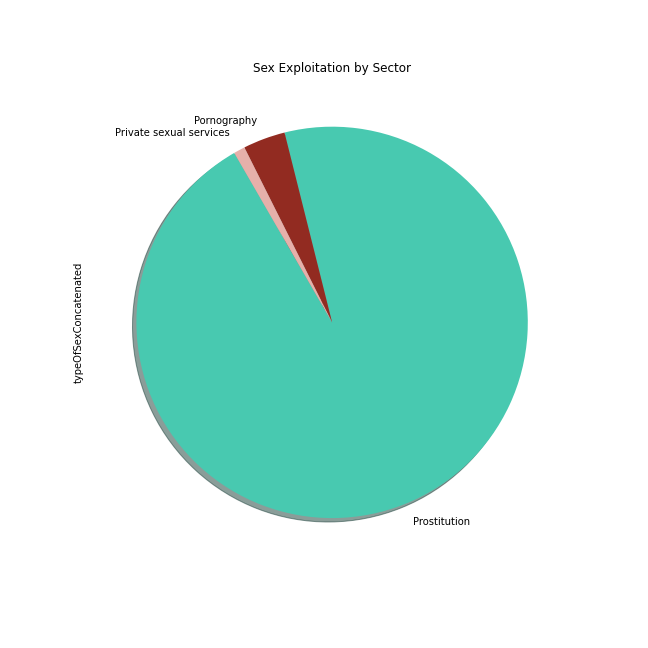 Sex Exploitation by Sector
Pornography
Private sexual services
typeOfSexConcatenated
Prostitution